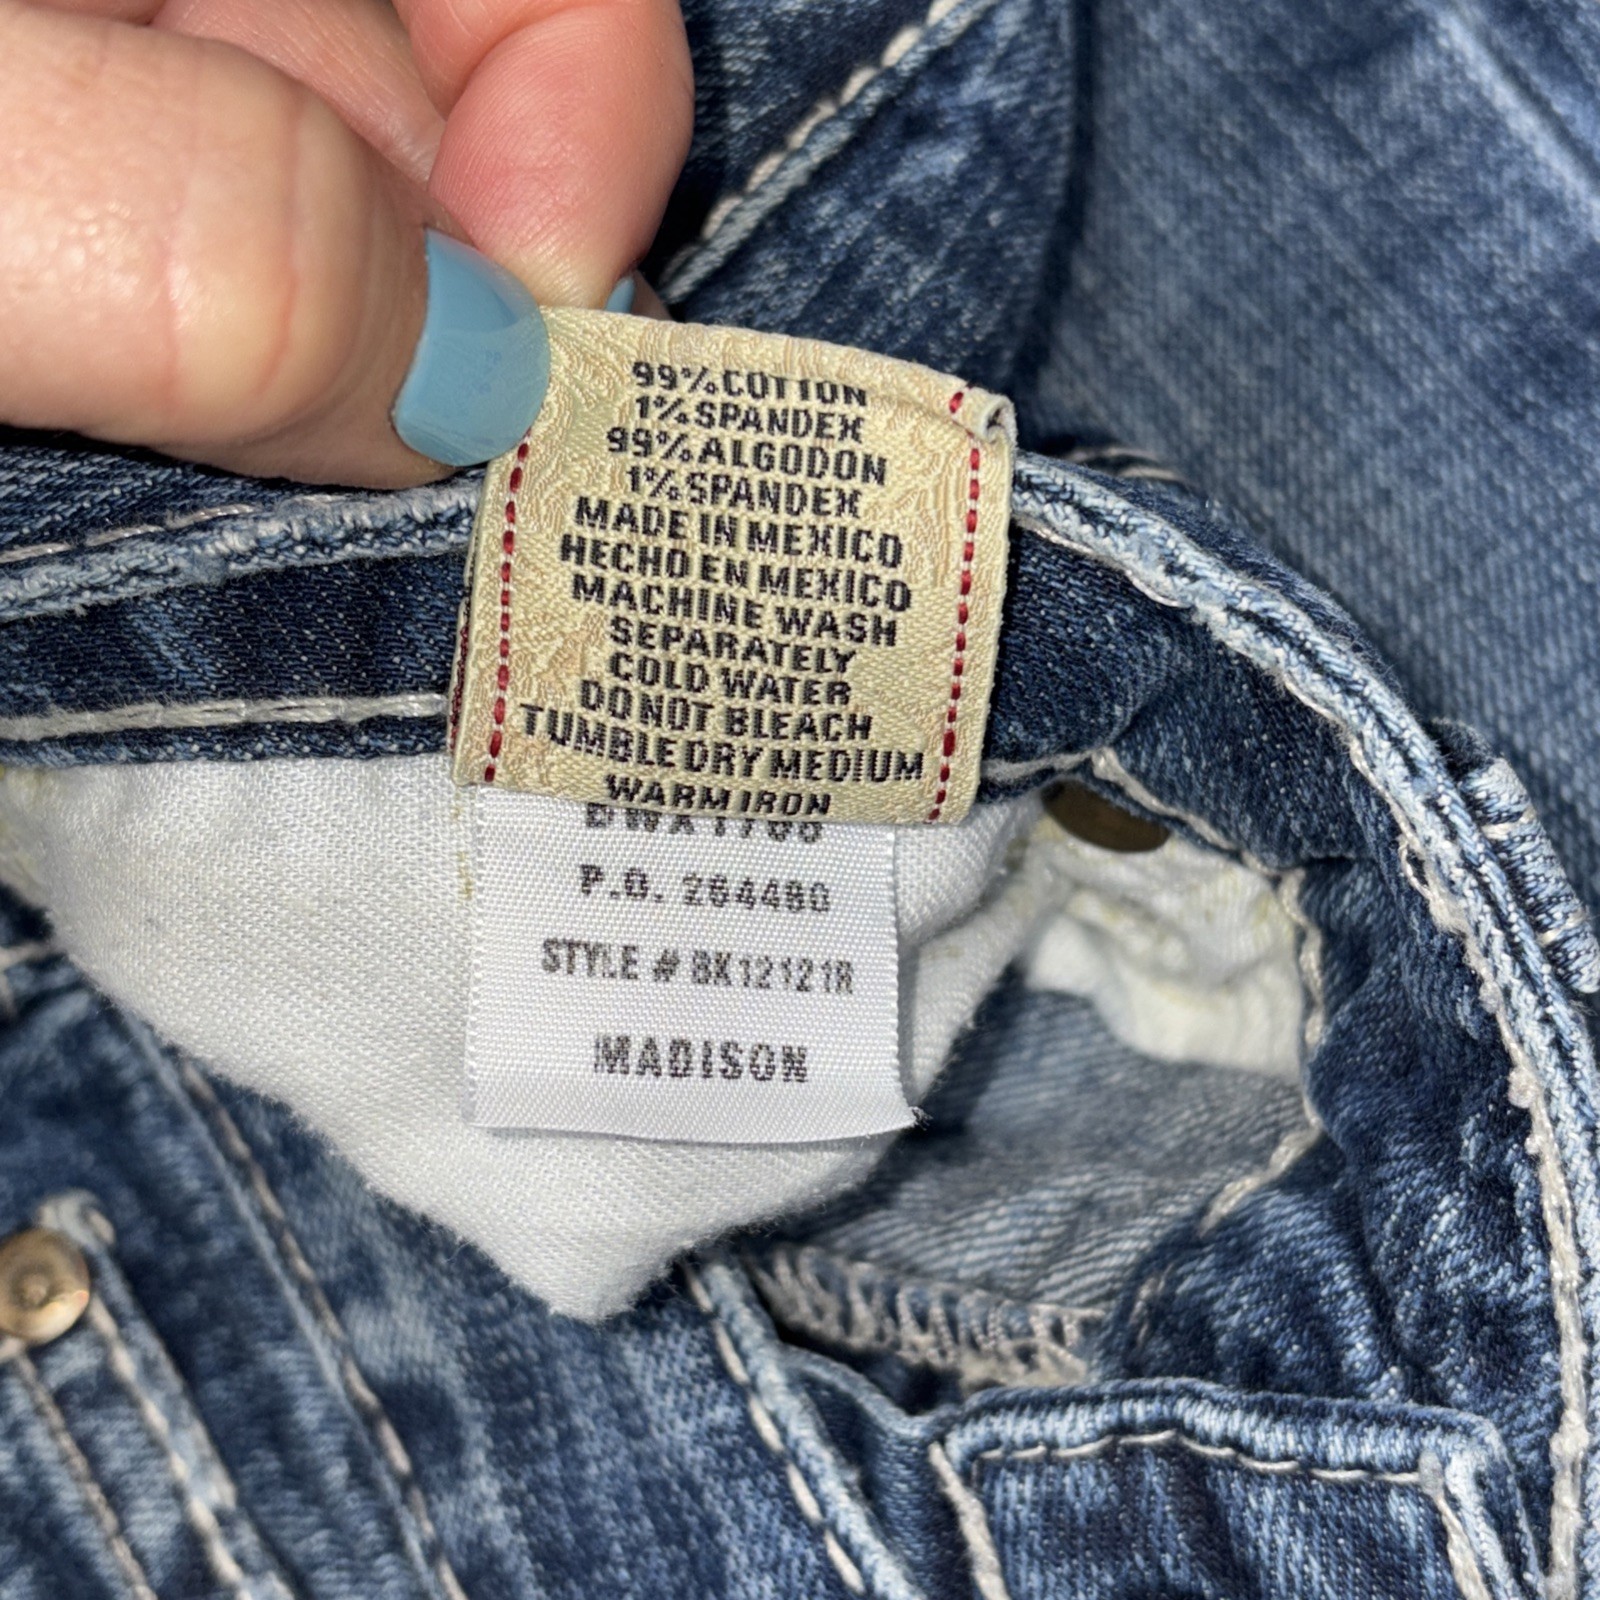 99% COTTON
1% SPANDEX
99% ALGODON
1% SPANDEX
MADE IN MEXICO
HECHO EN MEXICO
MACHINE WASH
SEPARATELY
COLD WATER
DO NOT BLEACH
TUMBLE DRY MEDIUM
WARM IRON
P.O. 264480
STYLE # BK12121R
MADISON